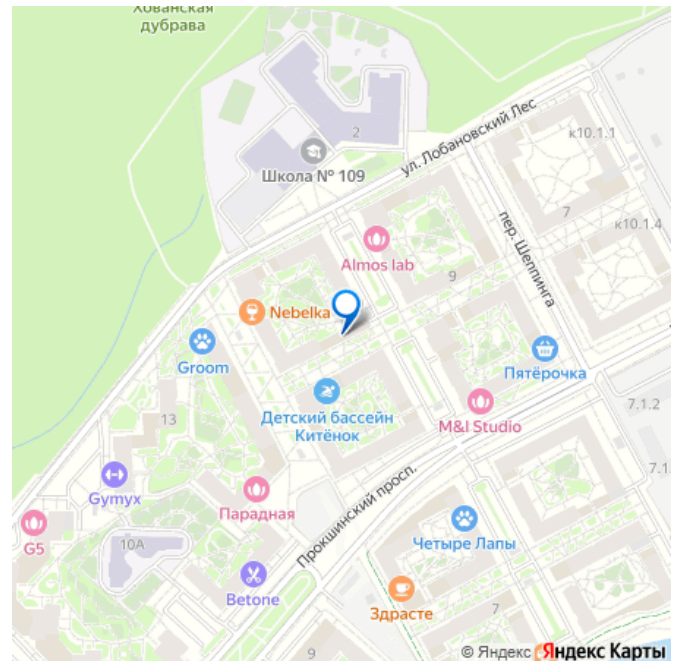 Хованская
дубрава
2
Школа № 109
ул. Лобановский Лес
к10.1.1
7
к10.1.4
пер. Шеппинга
Almos lab
9
Nebelka
Groom
Пятёрочка
Детский бассейн
Китёнок
M&I Studio
7.1.2
13
7.1
Gymyx
Парадная
Прокшинский просп.
G5
10А
Четыре Лапы
Betone
Здрасте
7
9
© Яндекс
Яндекс Карты